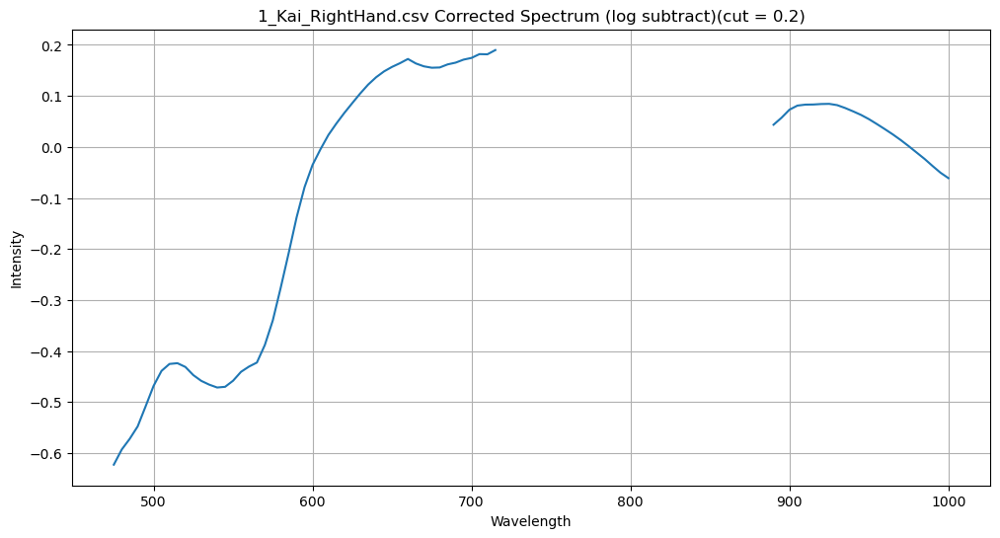 1_Kai_RightHand.csv Corrected Spectrum (log subtract)(cut = 0.2)
0.2
0.1
0.0
−0.1
−0.2
−0.3
−0.4
−0.5
−0.6
Intensity
500 600 700 800 900 1000
Wavelength